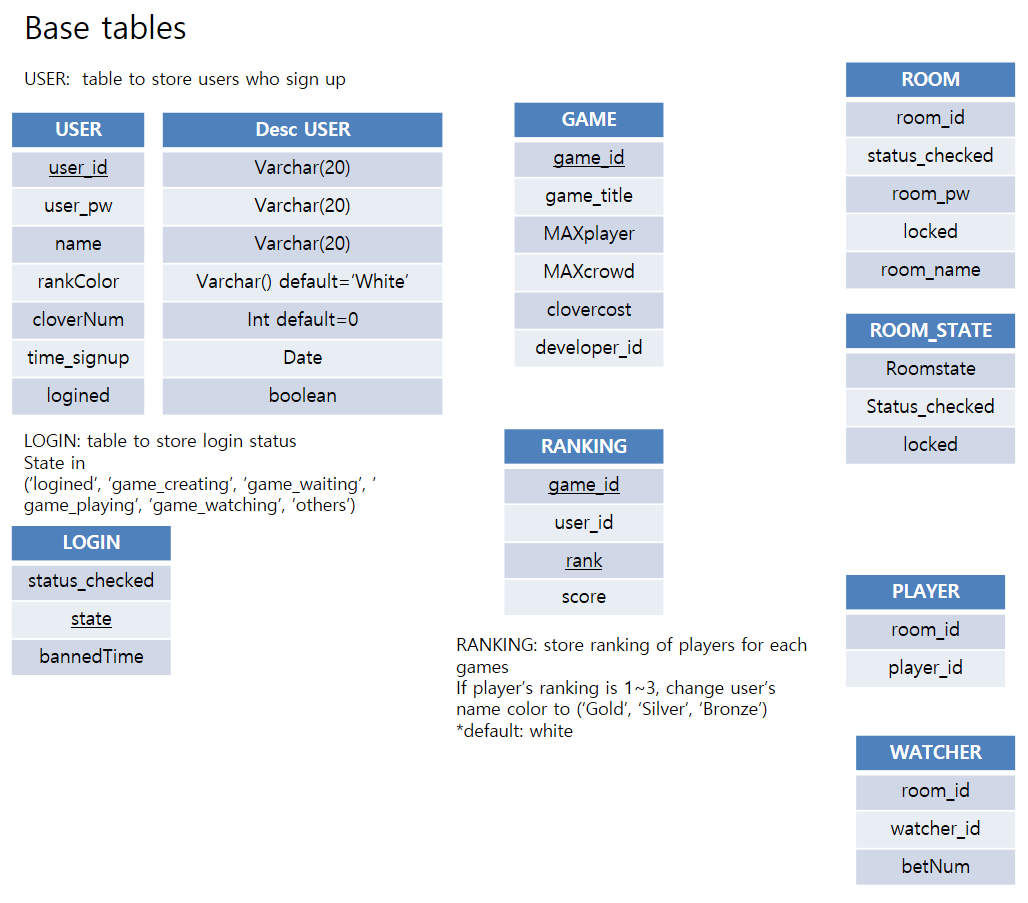 Base tables
USER:  table to store users who sign up
USER
user_id
user_pw
name
rankColor
cloverNum
time_signup
logined
Desc USER
Varchar(20)
Varchar(20)
Varchar(20)
Varchar() default=‘White’
Int default=0
Date
boolean
LOGIN: table to store login status
State in
(‘logined’, ‘game_creating’, ‘game_waiting’, ‘
game_playing’, ‘game_watching’, ‘others’)
LOGIN
status_checked
state
bannedTime
GAME
game_id
game_title
MAXplayer
MAXcrowd
clovercost
developer_id
RANKING
game_id
user_id
rank
score
RANKING: store ranking of players for each
games
If player’s ranking is 1~3, change user’s
name color to (‘Gold’, ‘Silver’, ‘Bronze’)
*default: white
ROOM
room_id
status_checked
room_pw
locked
room_name
ROOM_STATE
Roomstate
Status_checked
locked
PLAYER
room_id
player_id
WATCHER
room_id
watcher_id
betNum